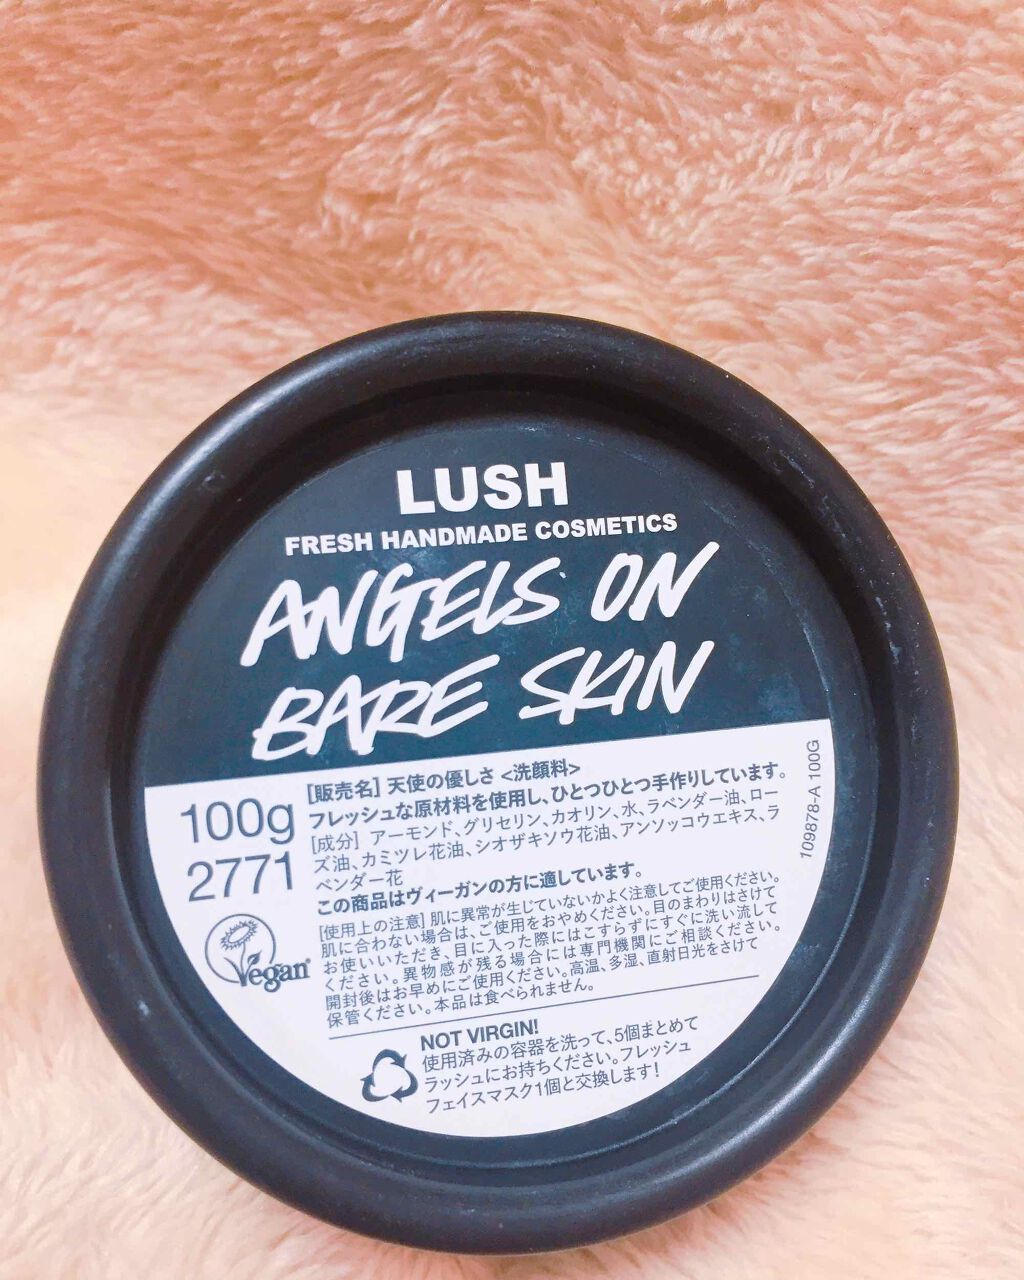 LUSH
FRESH HANDMADE COSMETICS
ANGELS ON
BARE SKIN
100g
2771
Vegan
[販売名] 天使の優しさ <洗顔料>
フレッシュな原材料を使用し、ひとつひとつ手作りしています。
[成分] アーモンド、グリセリン、カオリン、水、ラベンダー油、ロー
ズ油、カミツレ花油、シオザキソウ花油、アンソッコウエキス、ラ
ベンダー花
この商品はヴィーガンの方に適しています。
[使用上の注意] 肌に異常が生じていないかよく注意してご使用ください。
肌に合わない場合は、ご使用をおやめください。目のまわりはさけて
お使いいただき、目に入った際にはこすらずにすぐに洗い流して
ください。異物感が残る場合には専門機関にご相談ください。
開封後はお早めにご使用ください。高温、多湿、直射日光をさけて
保管ください。本品は食べられません。
109878-A 100G
NOT VIRGIN!
使用済みの容器を洗って、5個まとめて
ラッシュにお持ちください。フレッシュ
フェイスマスク1個と交換します!